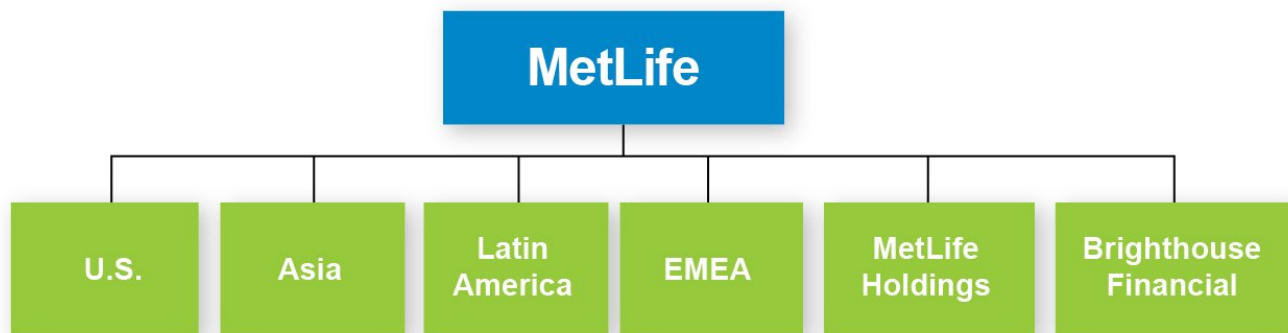 MetLife
U.S.
Asia
Latin
America
EMEA
MetLife
Holdings
Brighthouse
Financial